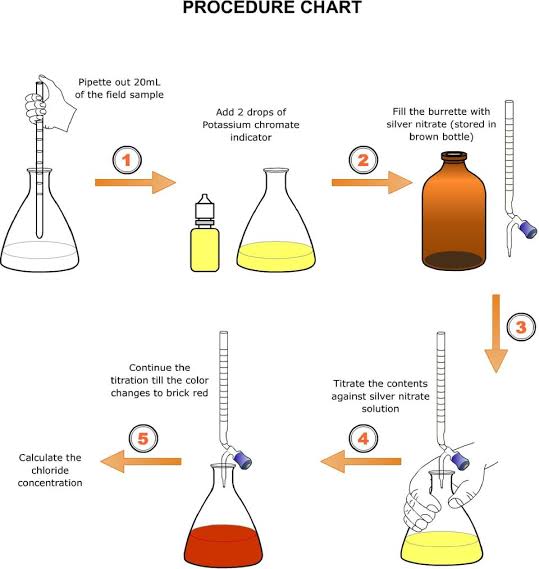 PROCEDURE CHART
Pipette out 20mL
of the field sample
1
Add 2 drops of
Potassium chromate
indicator
2
Fill the burrette with
silver nitrate (stored in
brown bottle)
3
Titrate the contents
against silver nitrate
solution
4
Continue the
titration till the color
changes to brick red
5
Calculate the
chloride
concentration